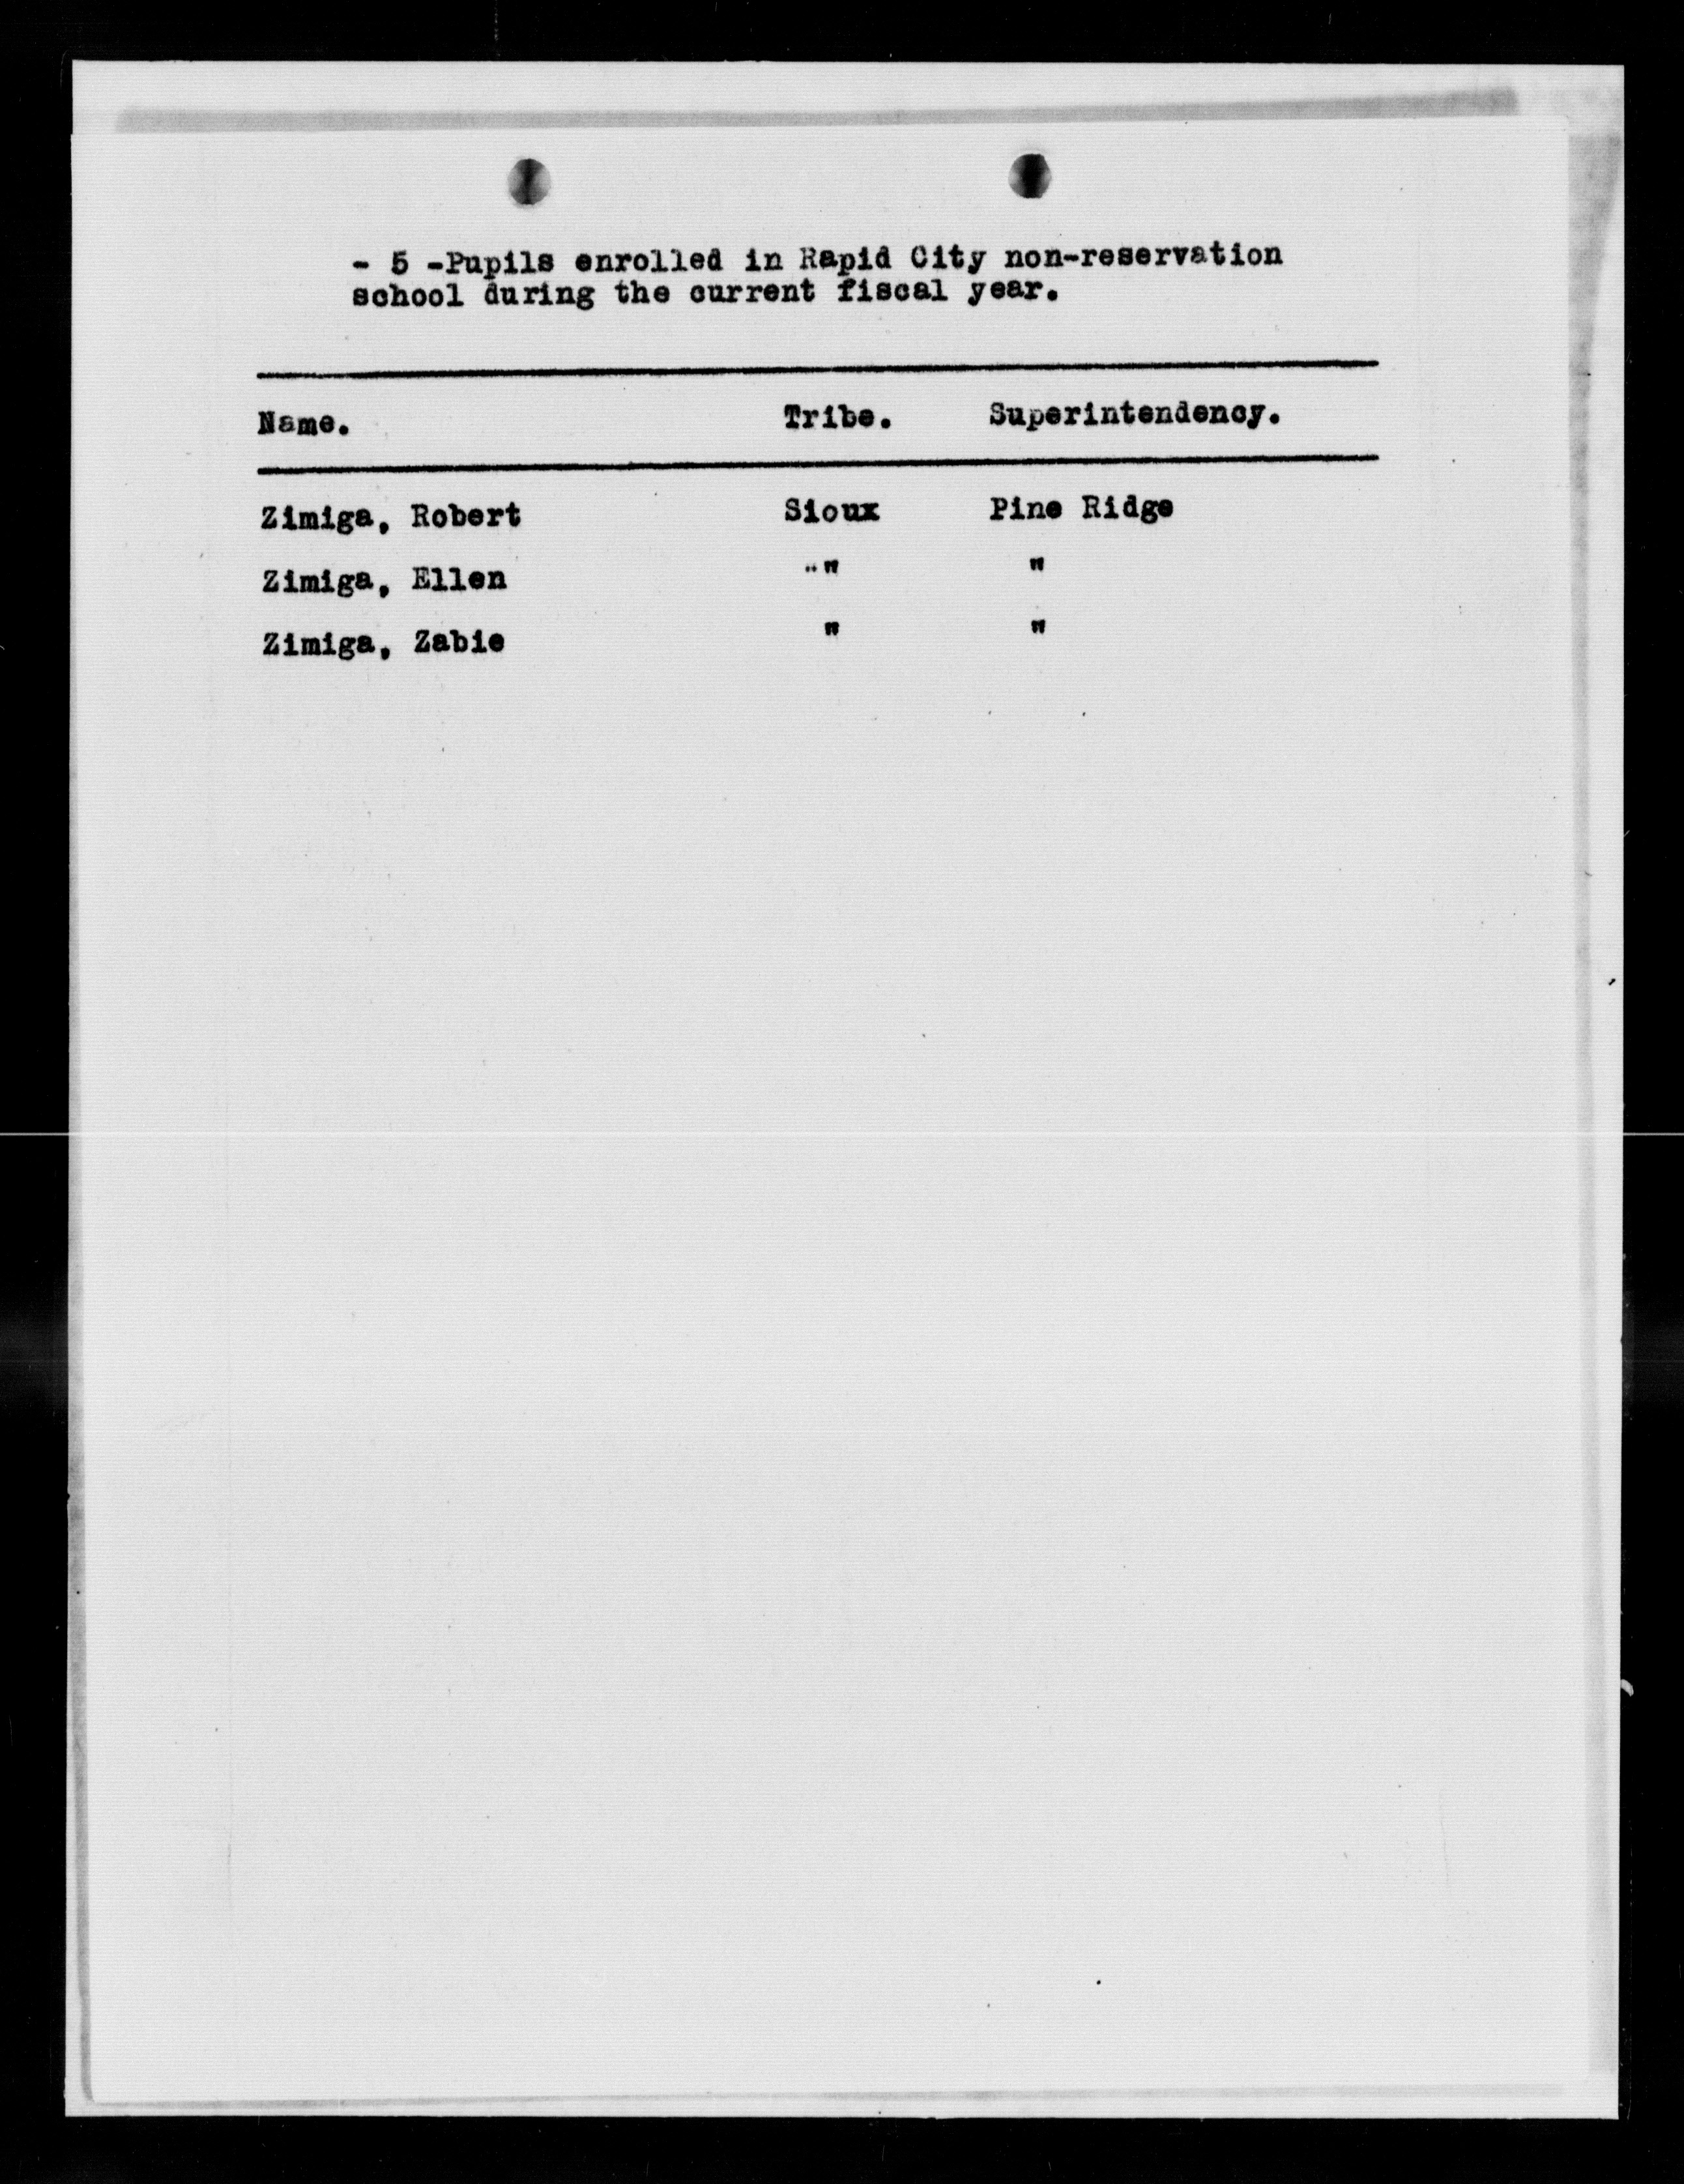 - 5 -Pupils enrolled in Rapid City non-reservation
school during the current fiscal year.
Name. Tribe. Superintendency.
Zimiga, Robert Sioux Pine Ridge
Zimiga, Ellen " "
Zimiga, Zabie " "